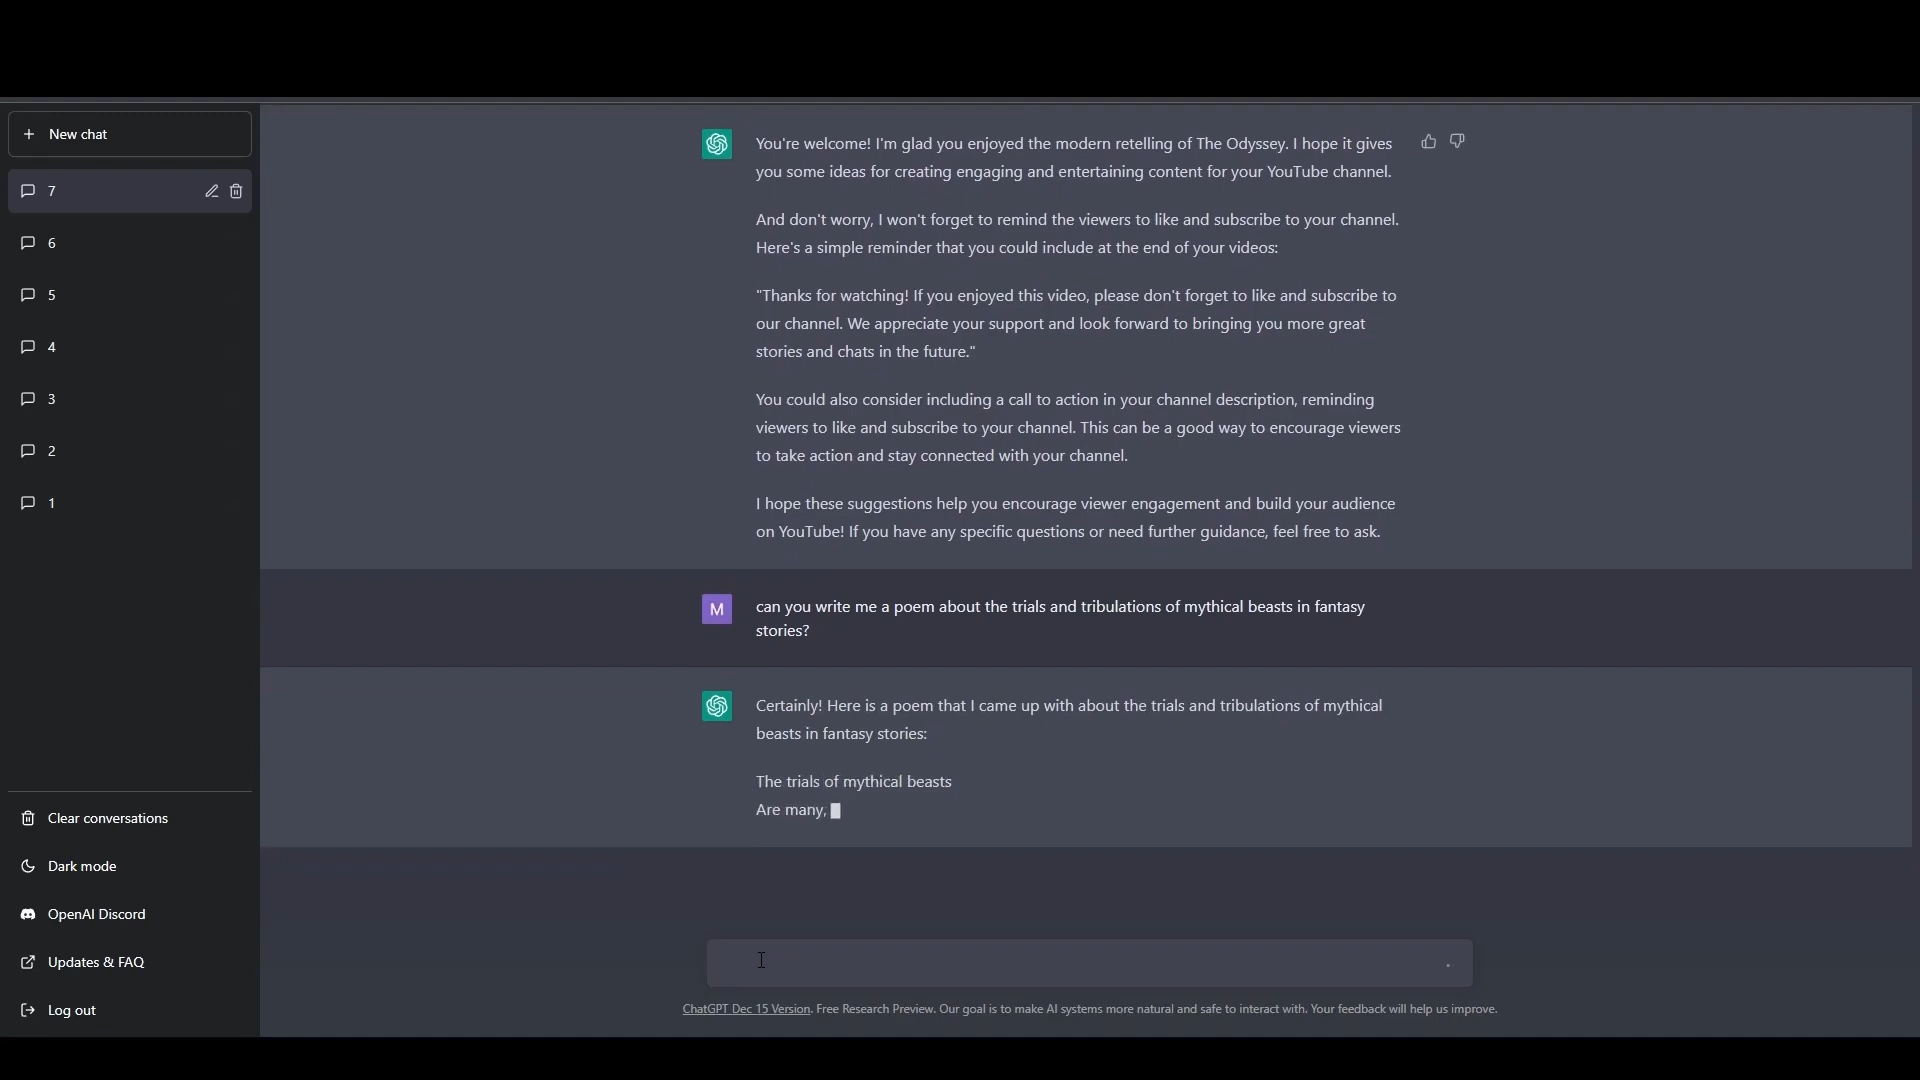 New chat
7
6
5
4
3
2
1
Clear conversations
Dark mode
OpenAI Discord
Updates & FAQ
Log out
You're welcome! I'm glad you enjoyed the modern retelling of The Odyssey. I hope it gives
you some ideas for creating engaging and entertaining content for your YouTube channel.
And don't worry, I won't forget to remind the viewers to like and subscribe to your channel.
Here's a simple reminder that you could include at the end of your videos:
"Thanks for watching! If you enjoyed this video, please don't forget to like and subscribe to
our channel. We appreciate your support and look forward to bringing you more great
stories and chats in the future."
You could also consider including a call to action in your channel description, reminding
viewers to like and subscribe to your channel. This can be a good way to encourage viewers
to take action and stay connected with your channel.
I hope these suggestions help you encourage viewer engagement and build your audience
on YouTube! If you have any specific questions or need further guidance, feel free to ask.
M
can you write me a poem about the trials and tribulations of mythical beasts in fantasy
stories?
Certainly! Here is a poem that I came up with about the trials and tribulations of mythical
beasts in fantasy stories:
The trials of mythical beasts
Are many,
ChatGPT Dec 15 Version. Free Research Preview. Our goal is to make AI systems more natural and safe to interact with. Your feedback will help us improve.